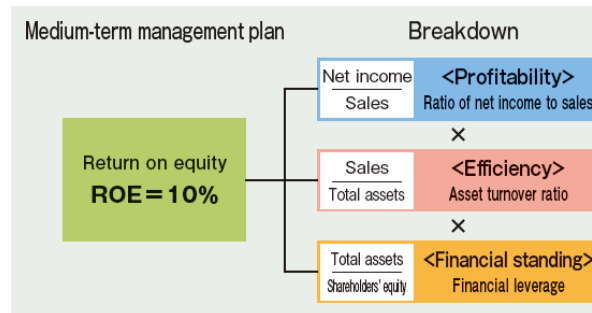 Medium-term management plan
Breakdown
Return on equity
ROE=10%
Net income
Sales
<Profitability>
Ratio of net income to sales
×
Sales
Total assets
<Efficiency>
Asset turnover ratio
×
Total assets
Shareholders' equity
<Financial standing>
Financial leverage